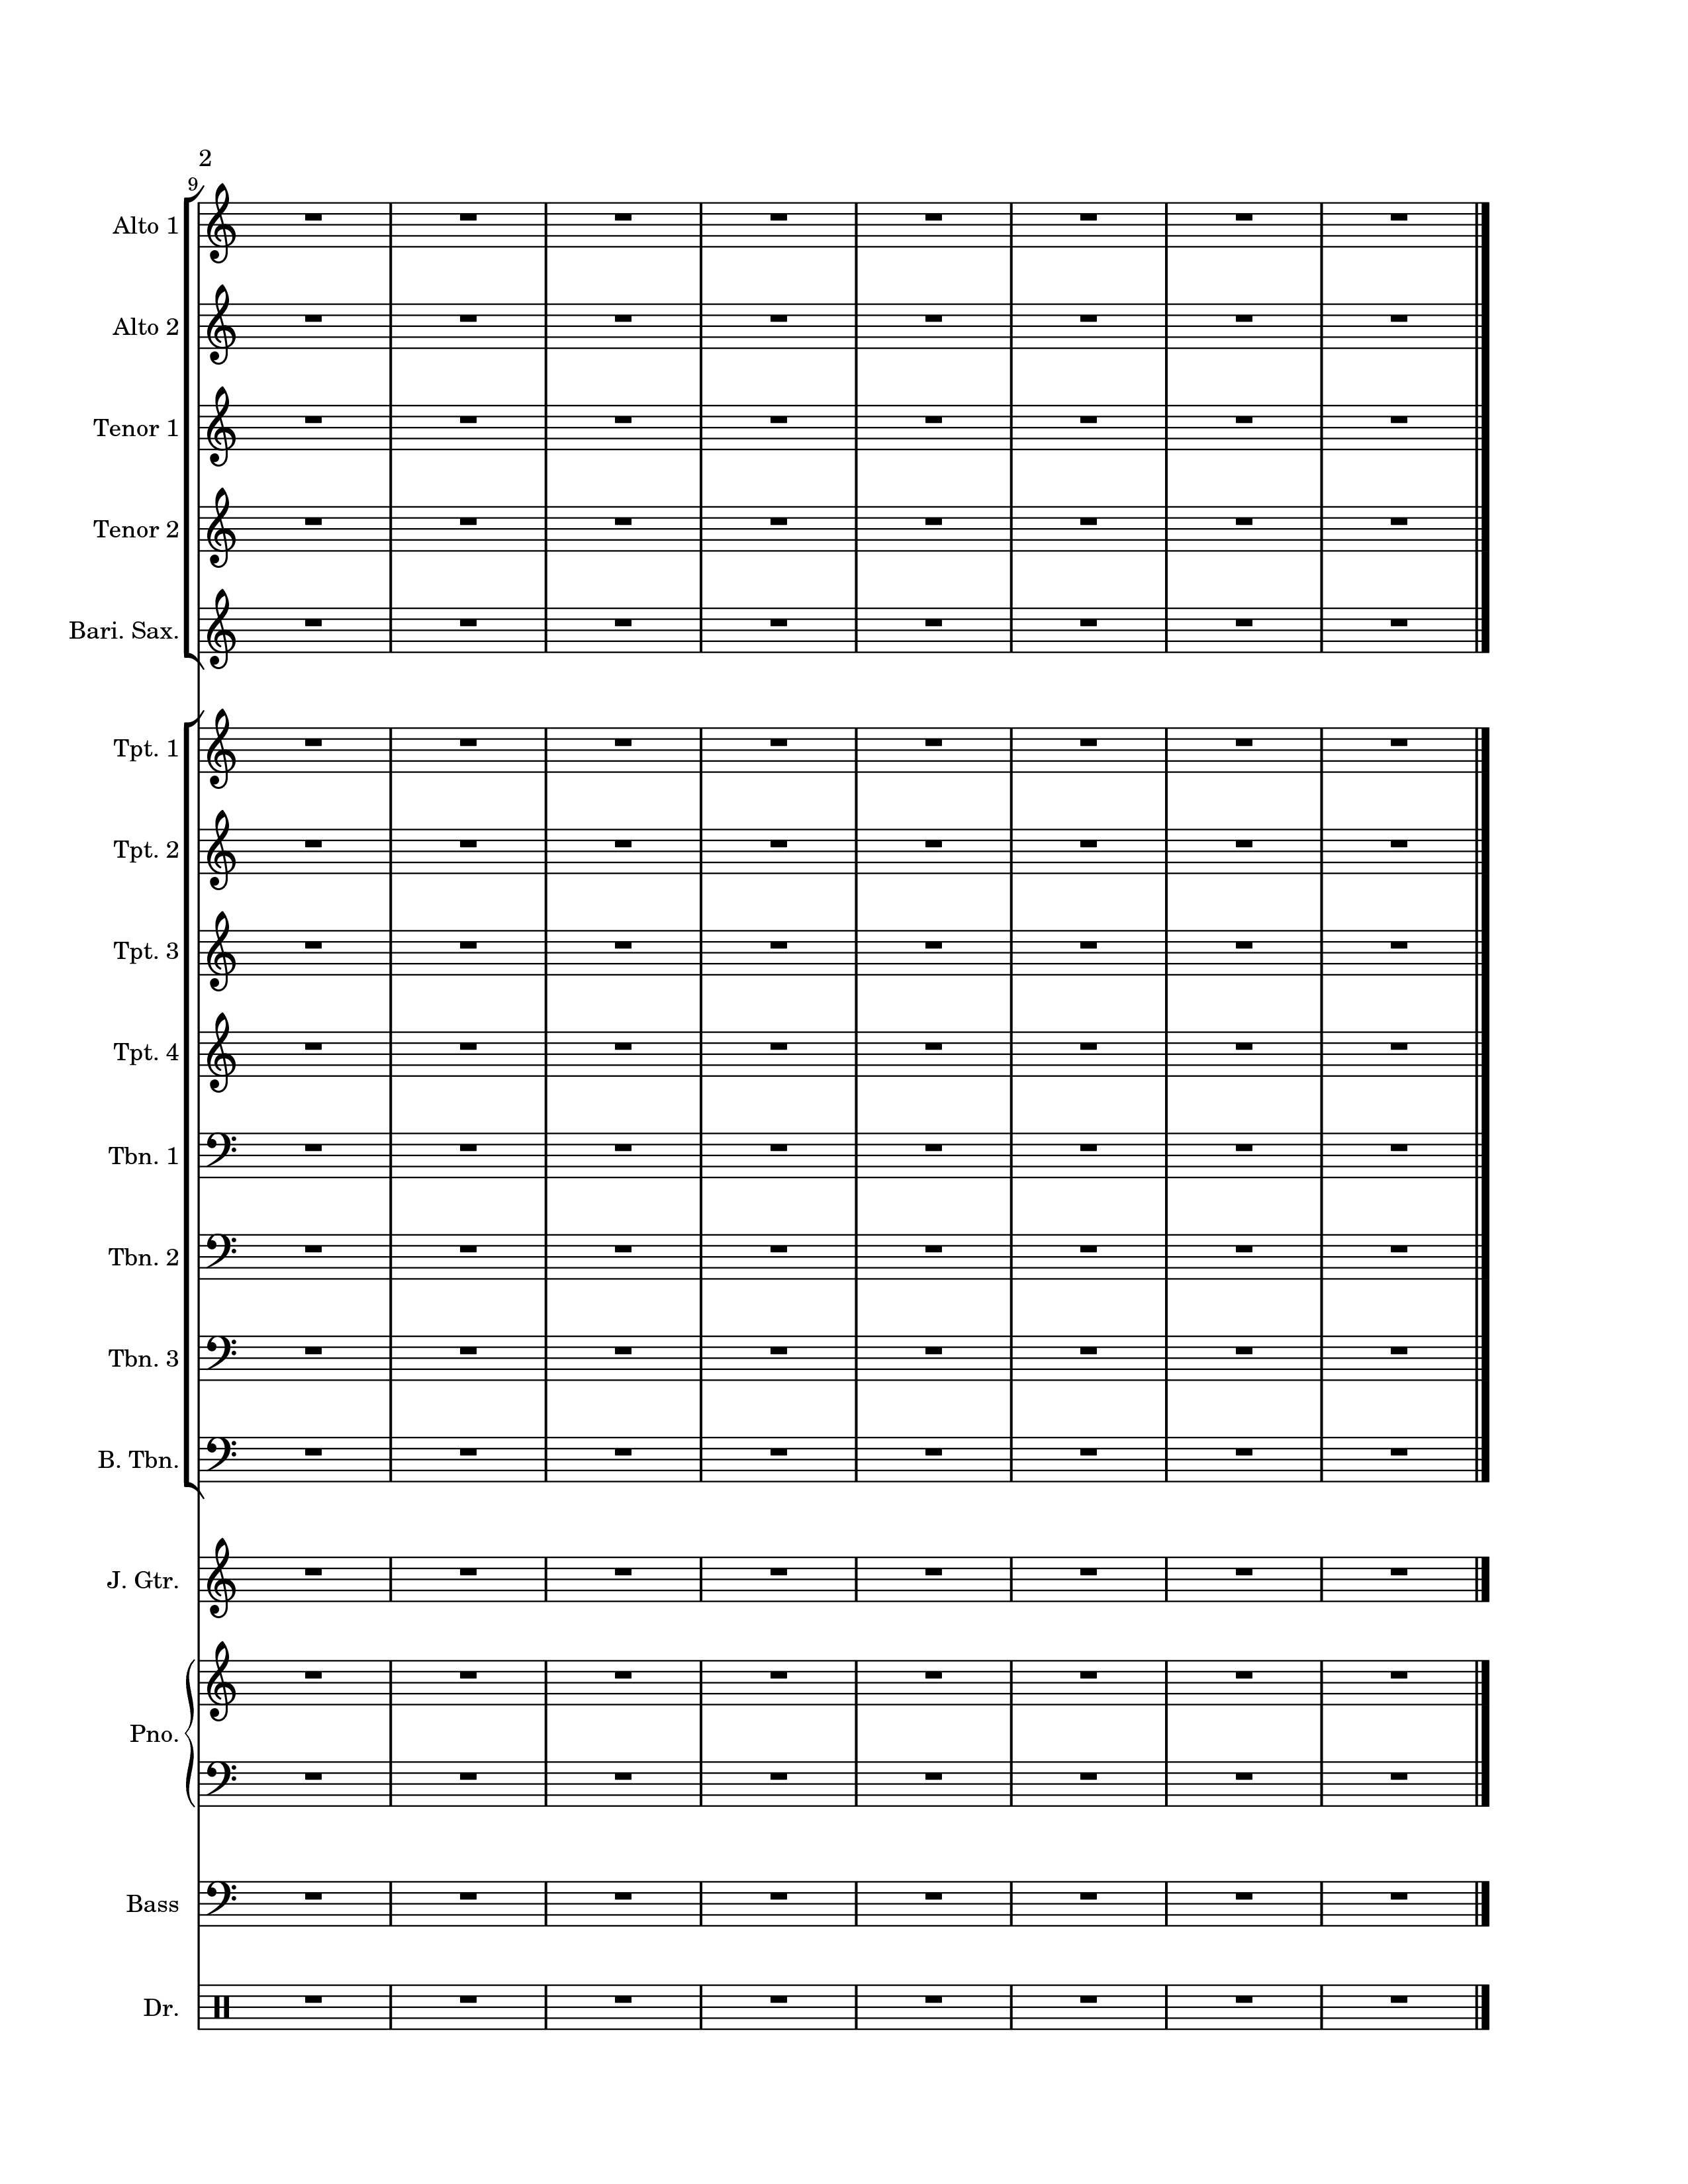 2
9
Alto 1
Alto 2
Tenor 1
Tenor 2
Bari. Sax.
Tpt. 1
Tpt. 2
Tpt. 3
Tpt. 4
Tbn. 1
Tbn. 2
Tbn. 3
B. Tbn.
J. Gtr.
Pno.
Bass
Dr.